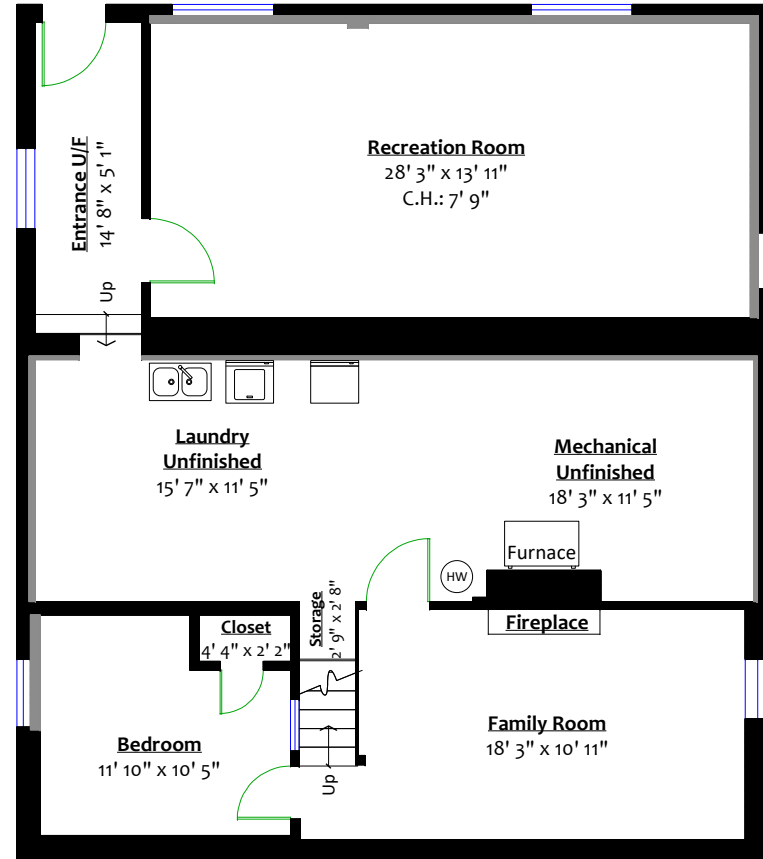 Entrance U/F
14' 8" x 5' 1"
Up
Recreation Room
28' 3" x 13' 11"
C.H.: 7' 9"
Laundry
Unfinished
15' 7" x 11' 5"
Mechanical
Unfinished
18' 3" x 11' 5"
Furnace
HW
Fireplace
Storage
2' 9" x 2' 8"
Closet
4' 4" x 2' 2"
Bedroom
11' 10" x 10' 5"
Up
Family Room
18' 3" x 10' 11"